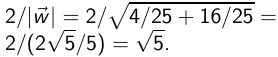 2/|w⃗| = 2/√(4/25 + 16/25) =
2/(2√5/5) = √5.